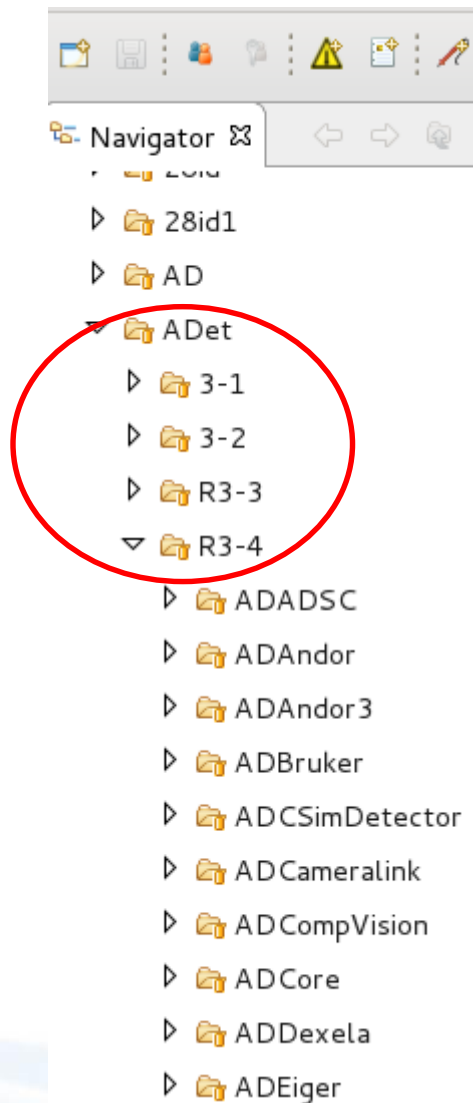 Navigator
28id1
AD
ADet
3-1
3-2
R3-3
R3-4
ADADSC
ADAndor
ADAndor3
ADBruker
ADCSimDetector
ADCameralink
ADCompVision
ADCore
ADDexela
ADEiger